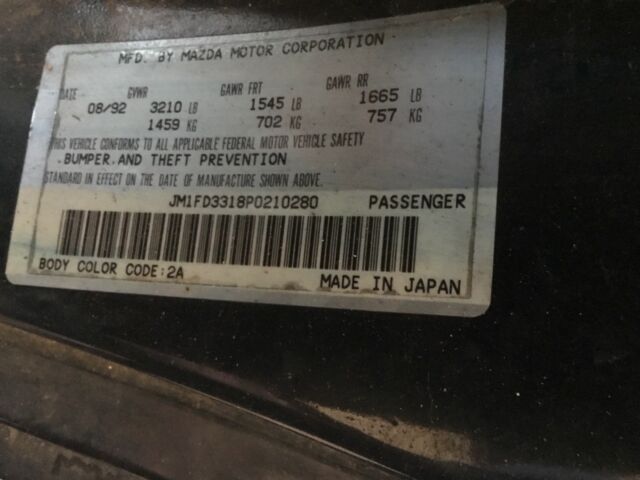 MFD. BY MAZDA MOTOR CORPORATION
DATE GVWR GAWR FRT GAWR RR
08/92 3210 LB 1545 LB 1665 LB
1459 KG 702 KG 757 KG
THIS VEHICLE CONFORMS TO ALL APPLICABLE FEDERAL MOTOR VEHICLE SAFETY
.BUMPER.AND THEFT PREVENTION
STANDARD IN EFFECT ON THE DATE OF MANUFACTURE SHOWN ABOVE.
JM1FD3318P0210280 PASSENGER
BODY COLOR CODE:2A
MADE IN JAPAN